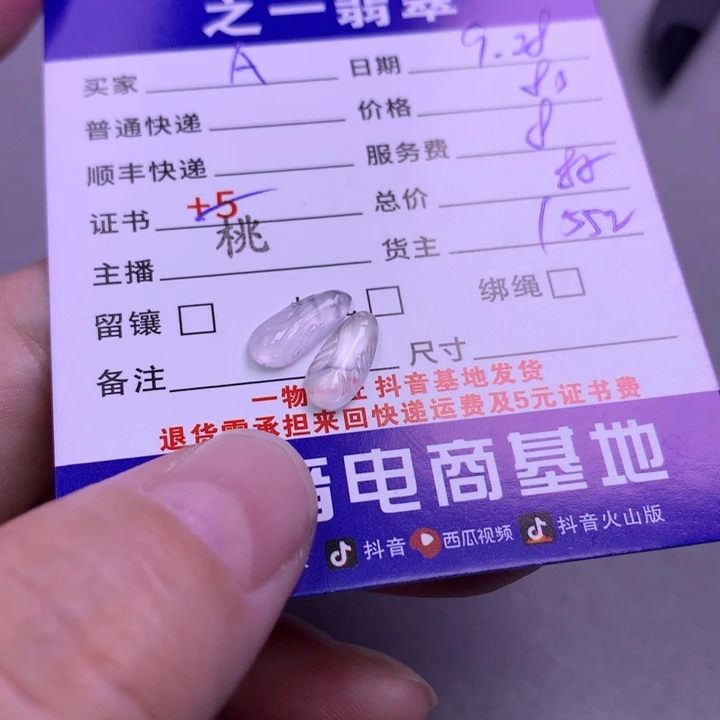 之一翡翠
买家 A 日期 9.28
普通快递 价格 80
顺丰快递 服务费 8
证书 +5 总价 88
桃
主播 货主 1552
留镶 绑绳
备注 尺寸
一物 抖音基地发货
退货需承担来回快递运费及5元证书费
音电商基地
抖音 西瓜视频 抖音火山版